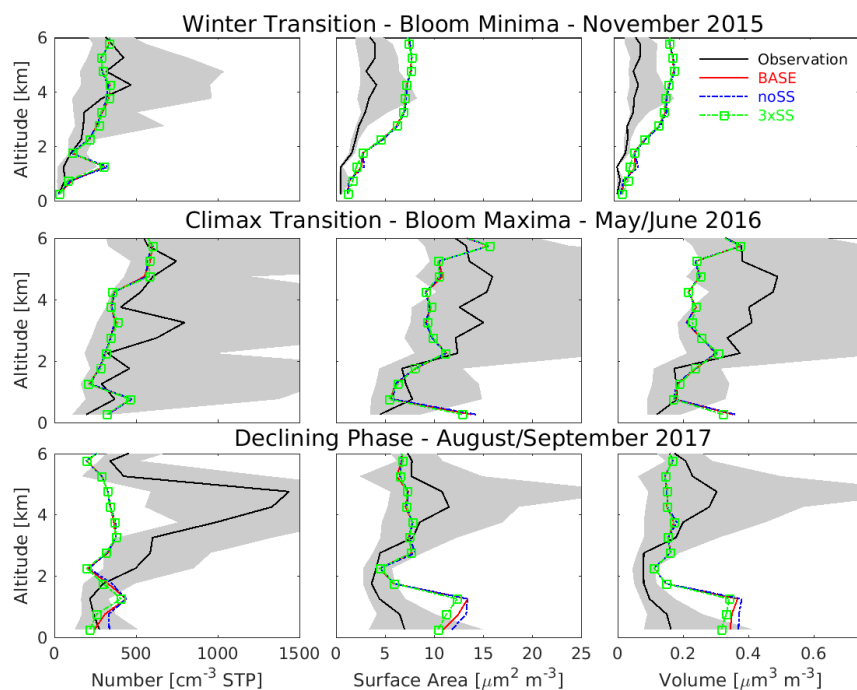 Winter Transition - Bloom Minima - November 2015
Altitude [km]
6
4
2
0
Observation
BASE
noSS
3xSS
Climax Transition - Bloom Maxima - May/June 2016
Altitude [km]
6
4
2
0
Declining Phase - August/September 2017
Altitude [km]
6
4
2
0
0 500 1000 1500
0 5 10 15 20 25
0 0.2 0.4 0.6
Number [cm⁻³ STP]
Surface Area [μm² m⁻³]
Volume [μm³ m⁻³]